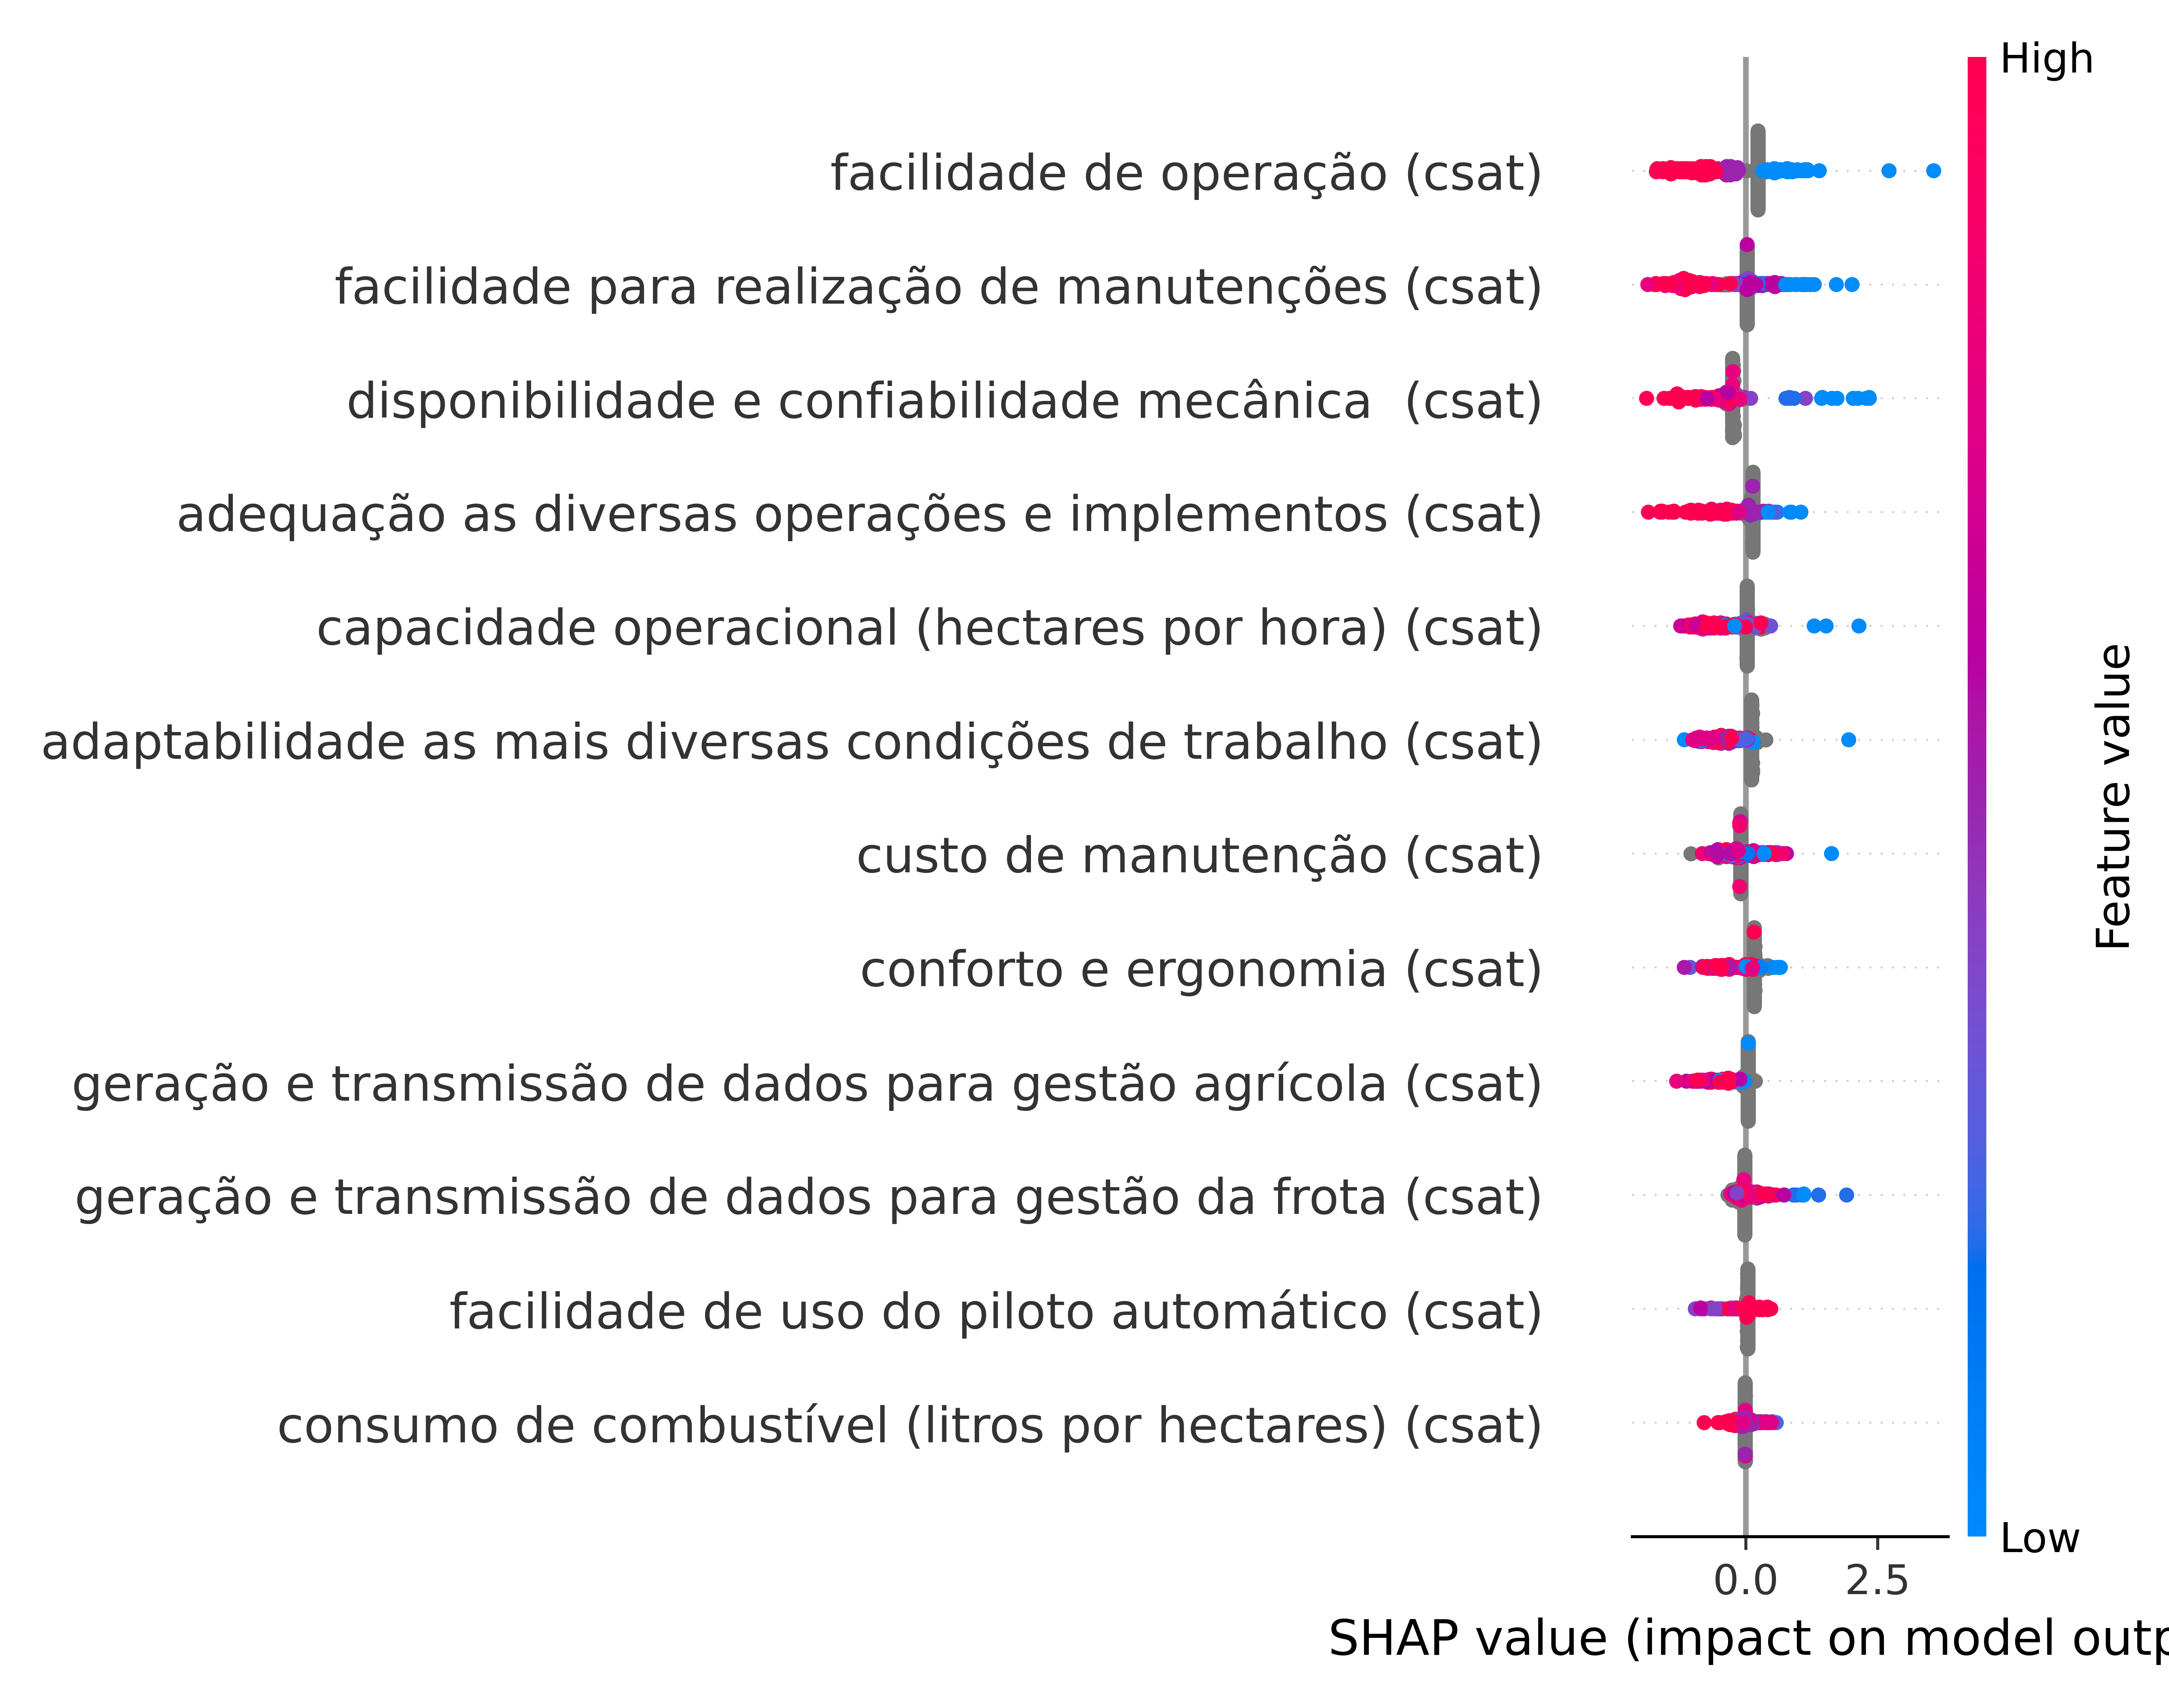 High
facilidade de operação (csat)
facilidade para realização de manutenções (csat)
disponibilidade e confiabilidade mecânica  (csat)
adequação as diversas operações e implementos (csat)
capacidade operacional (hectares por hora) (csat)
adaptabilidade as mais diversas condições de trabalho (csat)
custo de manutenção (csat)
conforto e ergonomia (csat)
geração e transmissão de dados para gestão agrícola (csat)
geração e transmissão de dados para gestão da frota (csat)
facilidade de uso do piloto automático (csat)
consumo de combustível (litros por hectares) (csat)
Feature value
Low
0.0 2.5
SHAP value (impact on model outp